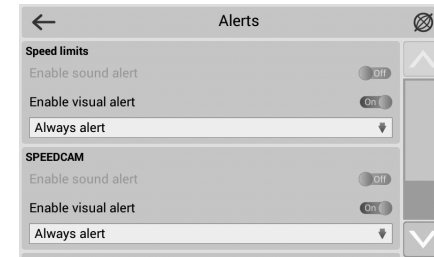 Alerts
Speed limits
Enable sound alert Off
Enable visual alert On
Always alert
SPEEDCAM
Enable sound alert Off
Enable visual alert On
Always alert